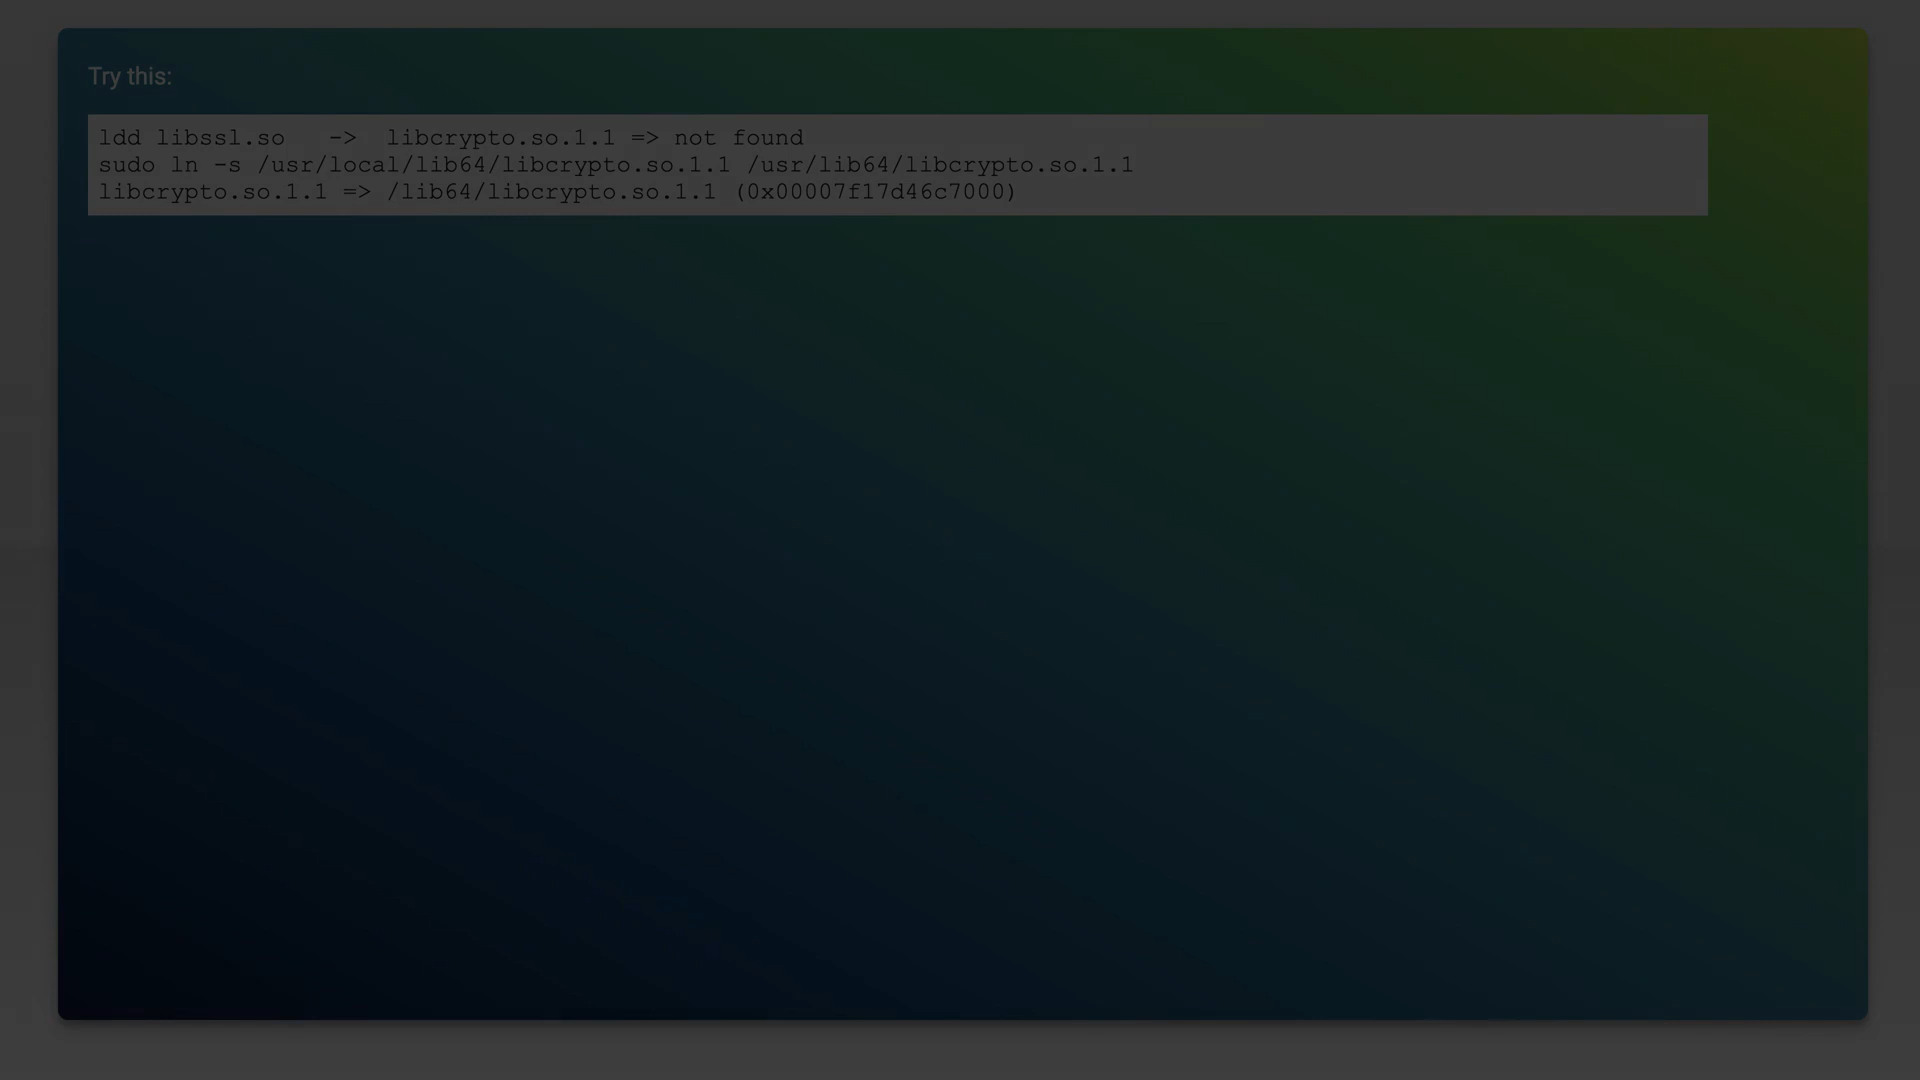 Try this:
ldd libssl.so   ->  libcrypto.so.1.1 => not found
sudo ln -s /usr/local/lib64/libcrypto.so.1.1 /usr/lib64/libcrypto.so.1.1
libcrypto.so.1.1 => /lib64/libcrypto.so.1.1 (0x00007f17d46c7000)